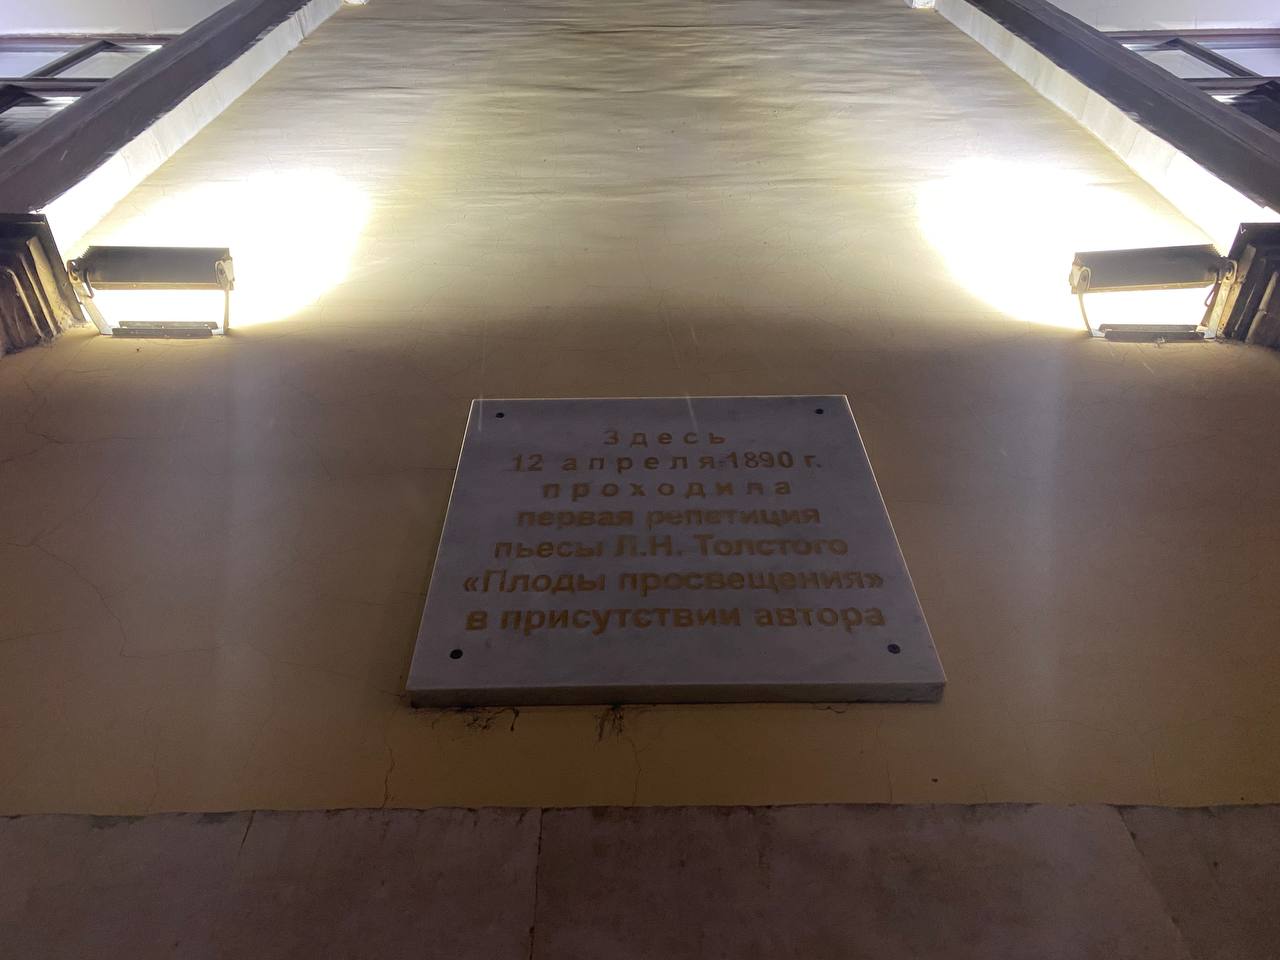 Здесь
12 апреля 1890 г.
проходила
первая репетиция
пьесы Л.Н. Толстого
«Плоды просвещения»
в присутствии автора